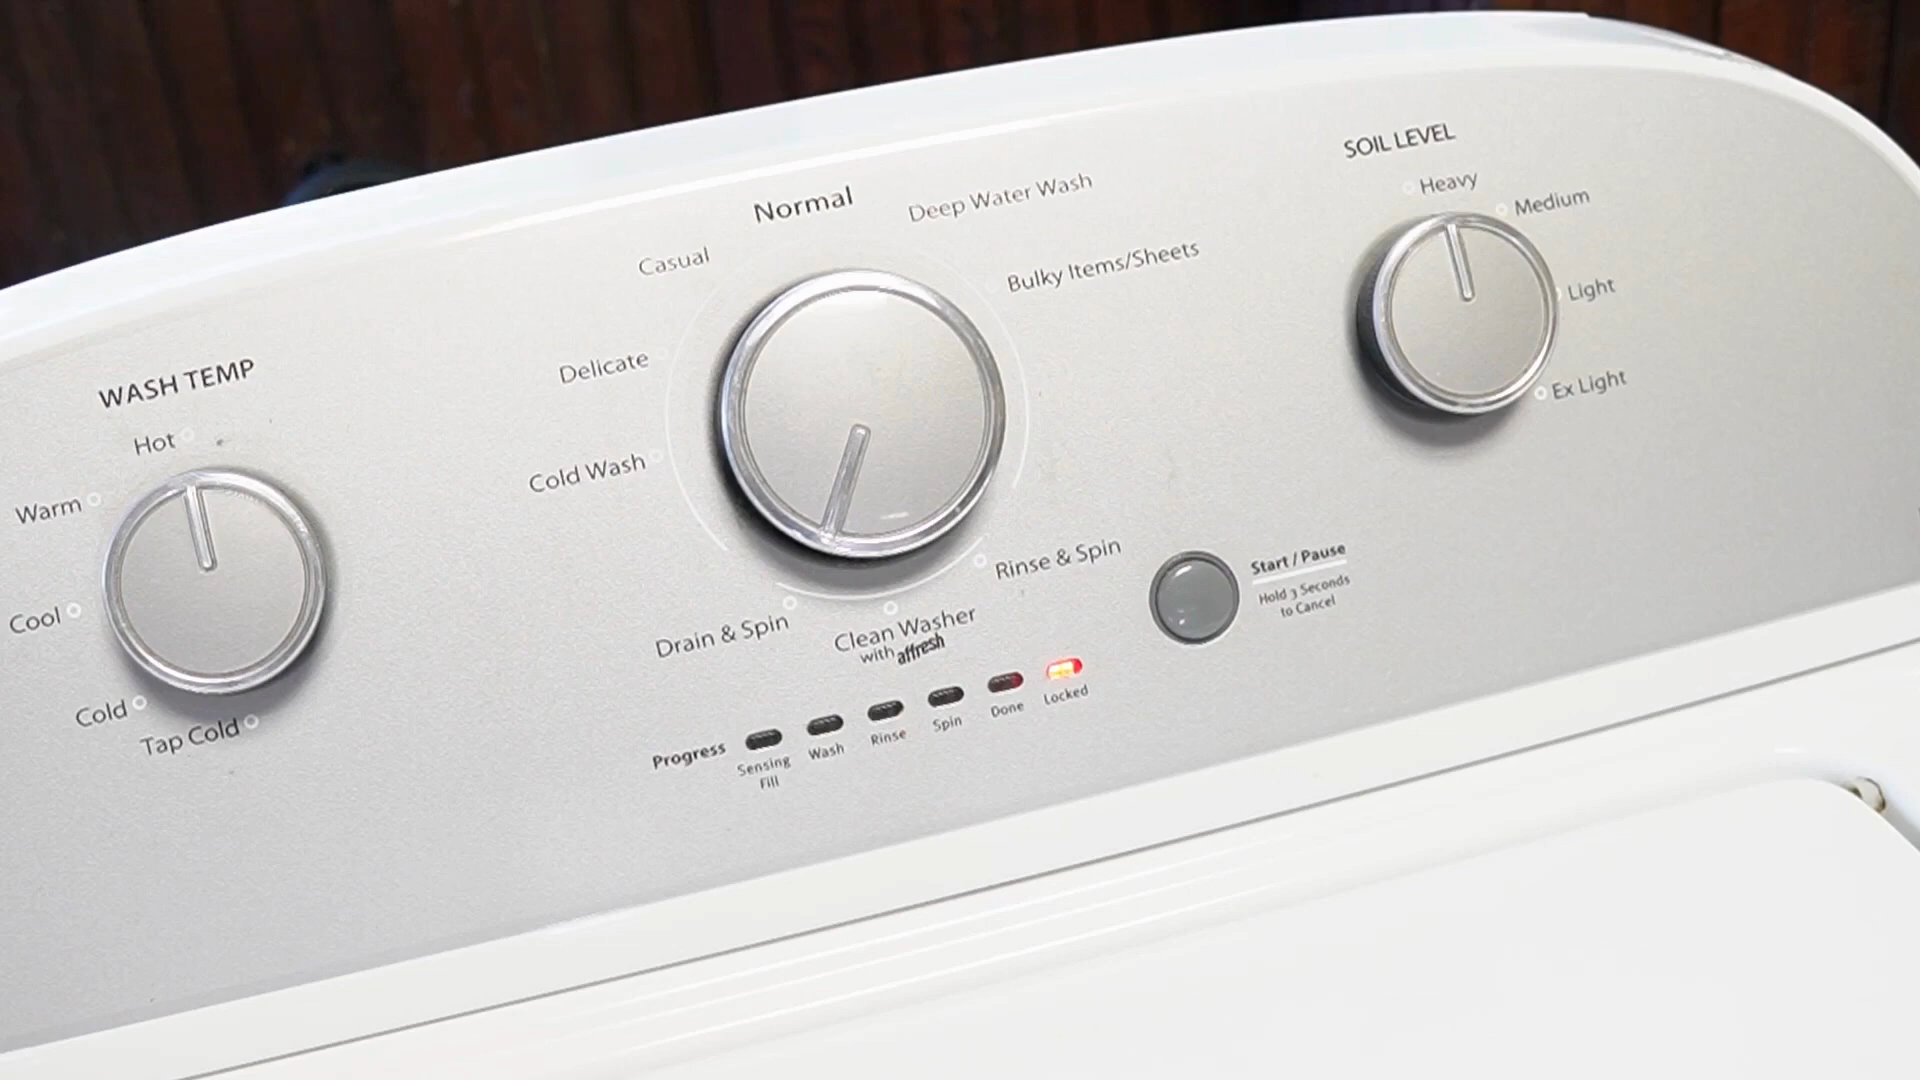 WASH TEMP
Hot
Warm
Cool
Cold
Tap Cold
Normal
Deep Water Wash
Casual
Bulky Items/Sheets
Delicate
Cold Wash
Rinse & Spin
Drain & Spin
Clean Washer
with affresh
SOIL LEVEL
Heavy
Medium
Light
Ex Light
Start / Pause
Hold 3 Seconds
to Cancel
Progress
Sensing
Fill
Wash
Rinse
Spin
Done
Locked